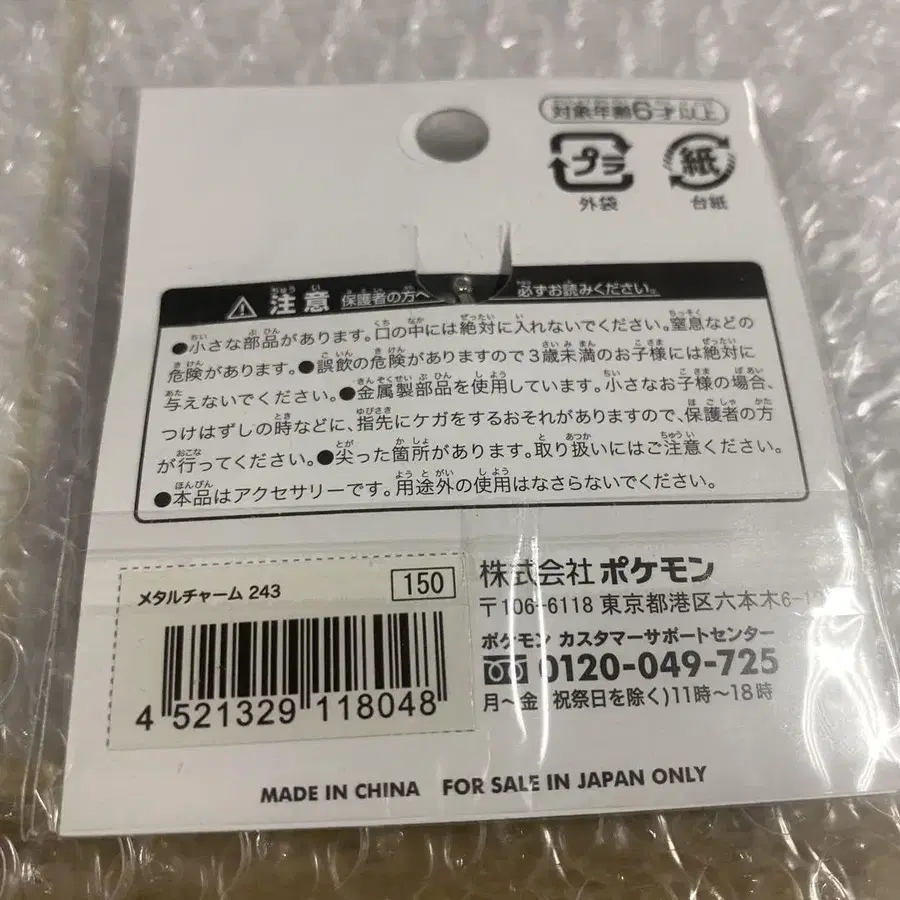 対象年齢6才以上
プラ
紙
外袋
台紙
注意 保護者の方へ 必ずお読みください。
●小さな部品があります。口の中には絶対に入れないでください。窒息などの
危険があります。●誤飲の危険がありますので3歳未満のお子様には絶対に
与えないでください。●金属製部品を使用しています。小さなお子様の場合、
つけはずしの時などに、指先にケガをするおそれがありますので、保護者の方
が行ってください。●尖った箇所があります。取り扱いにはご注意ください。
●本品はアクセサリーです。用途外の使用はなさらないでください。
メタルチャーム 243
150
4 521329 118048
株式会社 ポケモン
〒106-6118 東京都港区六本木6-10
ポケモン カスタマーサポートセンター
0120-049-725
月〜金 祝祭日を除く)11時〜18時
MADE IN CHINA FOR SALE IN JAPAN ONLY